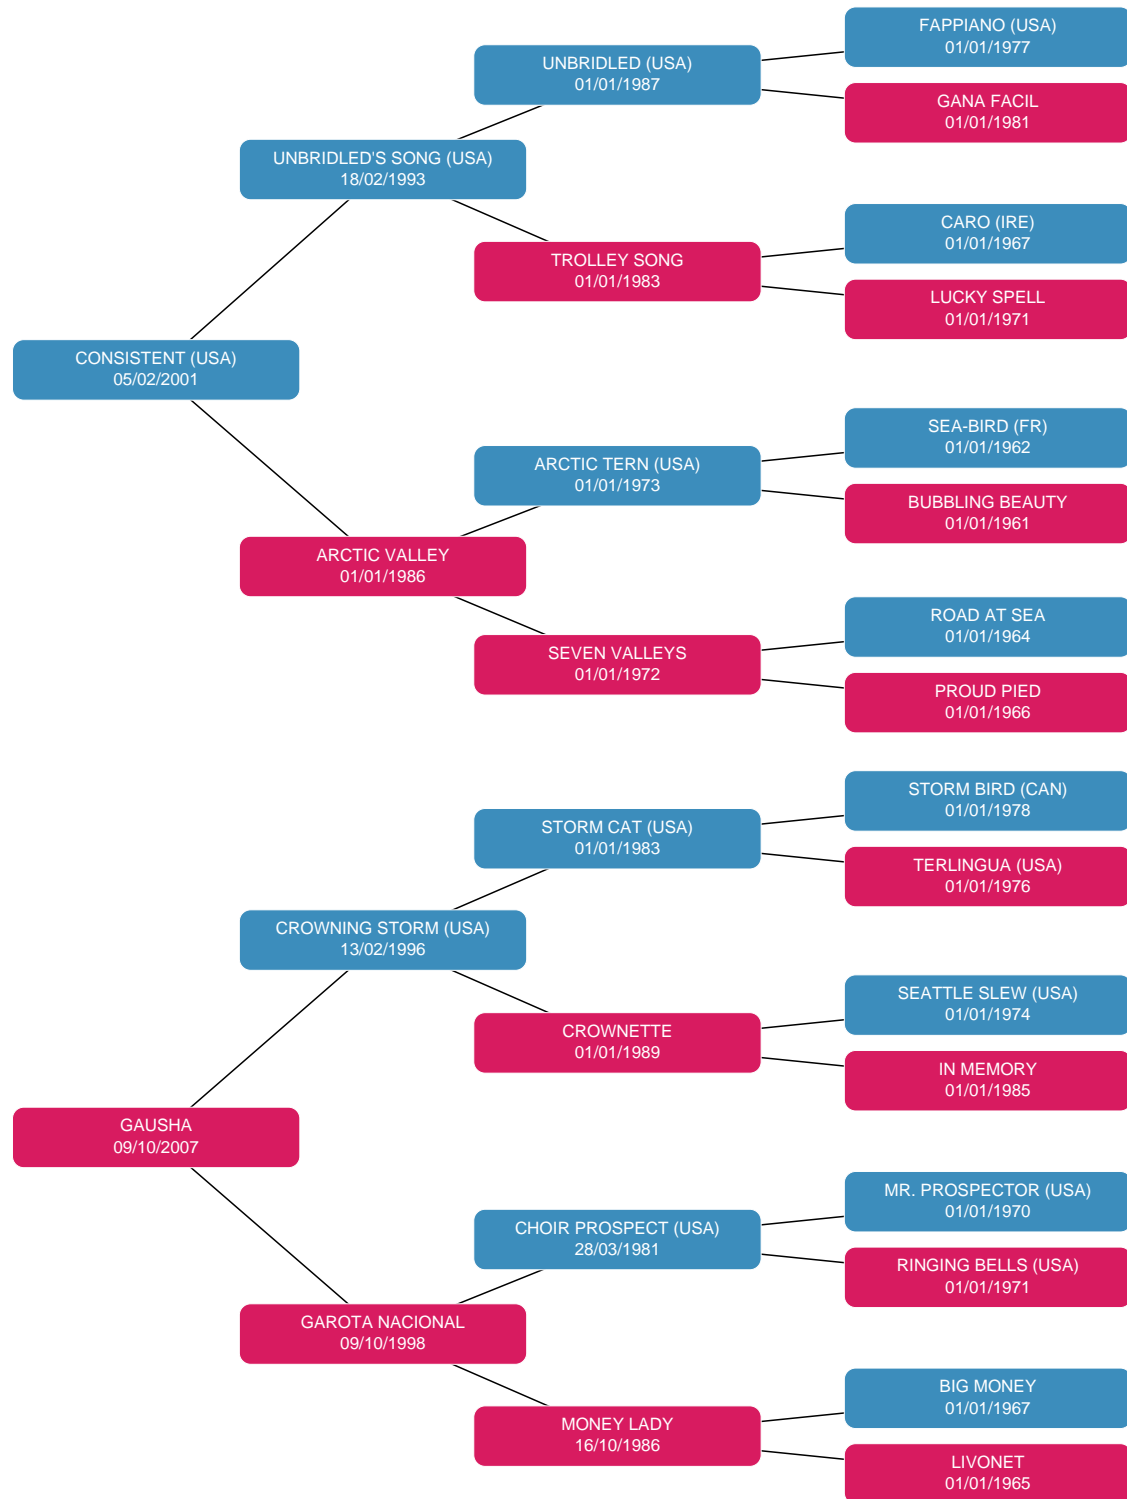 FAPPIANO (USA)
01/01/1977
UNBRIDLED (USA)
01/01/1987
GANA FACIL
01/01/1981
UNBRIDLED'S SONG (USA)
18/02/1993
CARO (IRE)
01/01/1967
TROLLEY SONG
01/01/1983
LUCKY SPELL
01/01/1971
CONSISTENT (USA)
05/02/2001
SEA-BIRD (FR)
01/01/1962
ARCTIC TERN (USA)
01/01/1973
BUBBLING BEAUTY
01/01/1961
ARCTIC VALLEY
01/01/1986
ROAD AT SEA
01/01/1964
SEVEN VALLEYS
01/01/1972
PROUD PIED
01/01/1966
STORM BIRD (CAN)
01/01/1978
STORM CAT (USA)
01/01/1983
TERLINGUA (USA)
01/01/1976
CROWNING STORM (USA)
13/02/1996
SEATTLE SLEW (USA)
01/01/1974
CROWNETTE
01/01/1989
IN MEMORY
01/01/1985
GAUSHA
09/10/2007
MR. PROSPECTOR (USA)
01/01/1970
CHOIR PROSPECT (USA)
28/03/1981
RINGING BELLS (USA)
01/01/1971
GAROTA NACIONAL
09/10/1998
BIG MONEY
01/01/1967
MONEY LADY
16/10/1986
LIVONET
01/01/1965